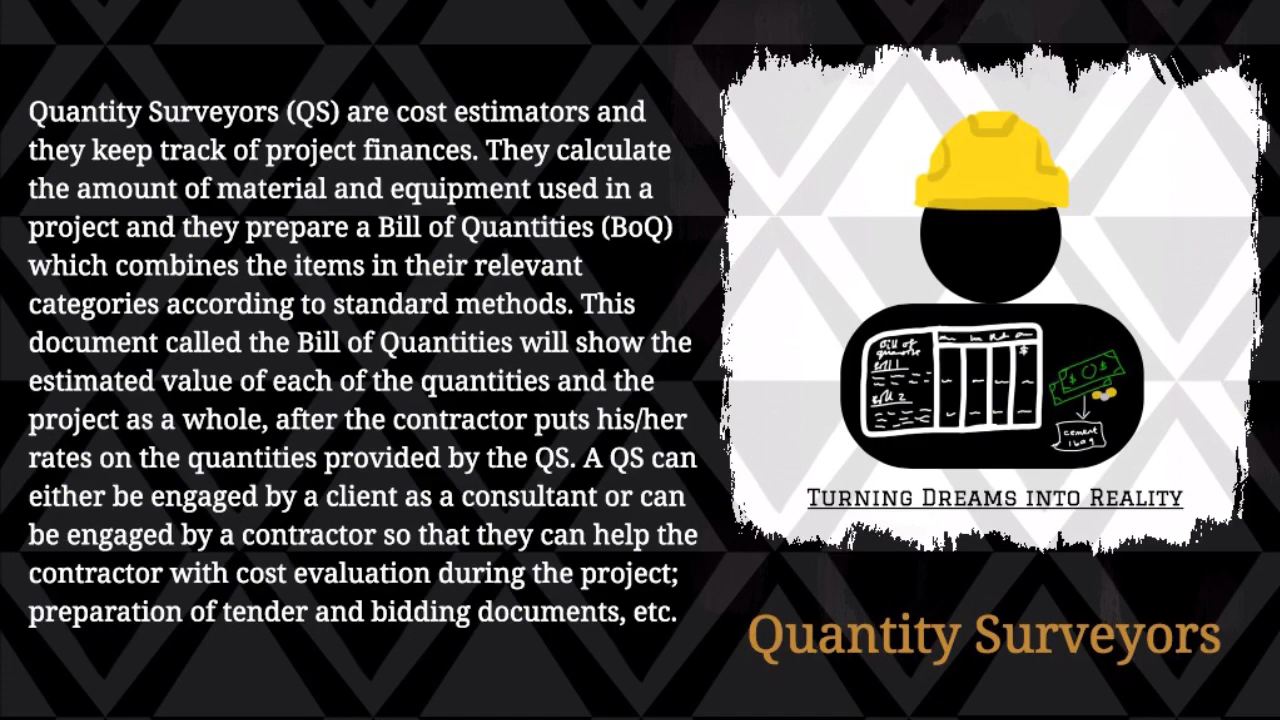 Quantity Surveyors (QS) are cost estimators and
they keep track of project finances. They calculate
the amount of material and equipment used in a
project and they prepare a Bill of Quantities (BoQ)
which combines the items in their relevant
categories according to standard methods. This
document called the Bill of Quantities will show the
estimated value of each of the quantities and the
project as a whole, after the contractor puts his/her
rates on the quantities provided by the QS. A QS can
either be engaged by a client as a consultant or can
be engaged by a contractor so that they can help the
contractor with cost evaluation during the project;
preparation of tender and bidding documents, etc.
Bill of
$
$ $
cement
1 bag
Turning Dreams into Reality
Quantity Surveyors